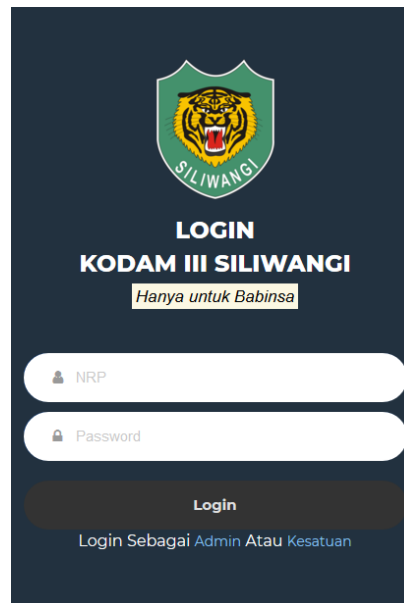 SILIWANGI
LOGIN
KODAM III SILIWANGI
Hanya untuk Babinsa
NRP
Password
Login
Login Sebagai Admin Atau Kesatuan